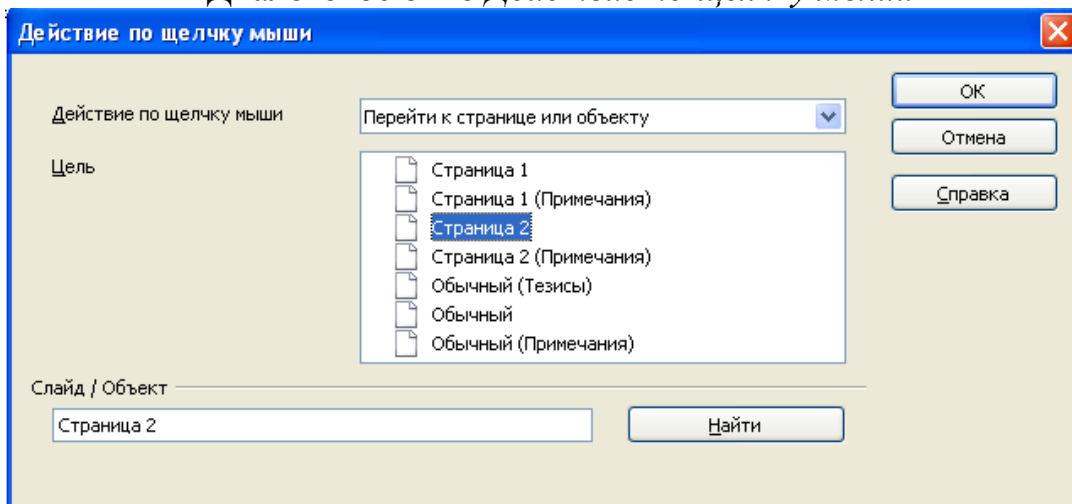 Действие по щелчку мыши
Действие по щелчку мыши
Перейти к странице или объекту
ОК
Отмена
Справка
Цель
Страница 1
Страница 1 (Примечания)
Страница 2
Страница 2 (Примечания)
Обычный (Тезисы)
Обычный
Обычный (Примечания)
Слайд / Объект
Страница 2
Найти